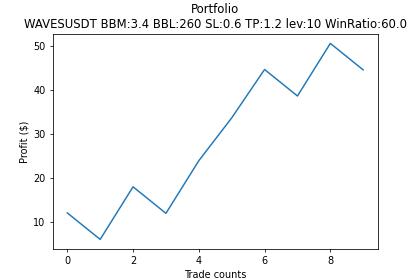 Portfolio
WAVESUSDT BBM:3.4 BBL:260 SL:0.6 TP:1.2 lev:10 WinRatio:60.0
50
40
30
20
10
Profit ($)
0 2 4 6 8
Trade counts